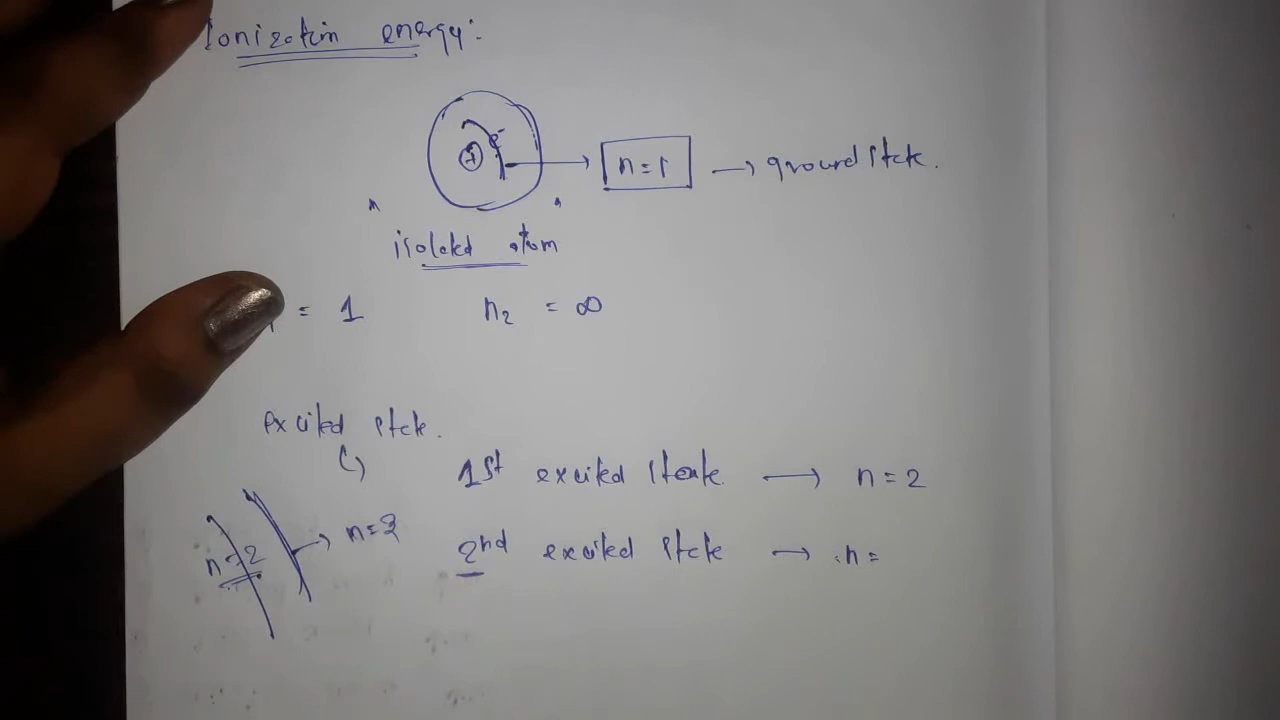 Ionization energy:
+ e⁻ n=1 → ground state.
isolated atom
= 1 n₂ = ∞
excited state.
1st excited state → n=2
n=2 → n=3
2nd excited state → n=